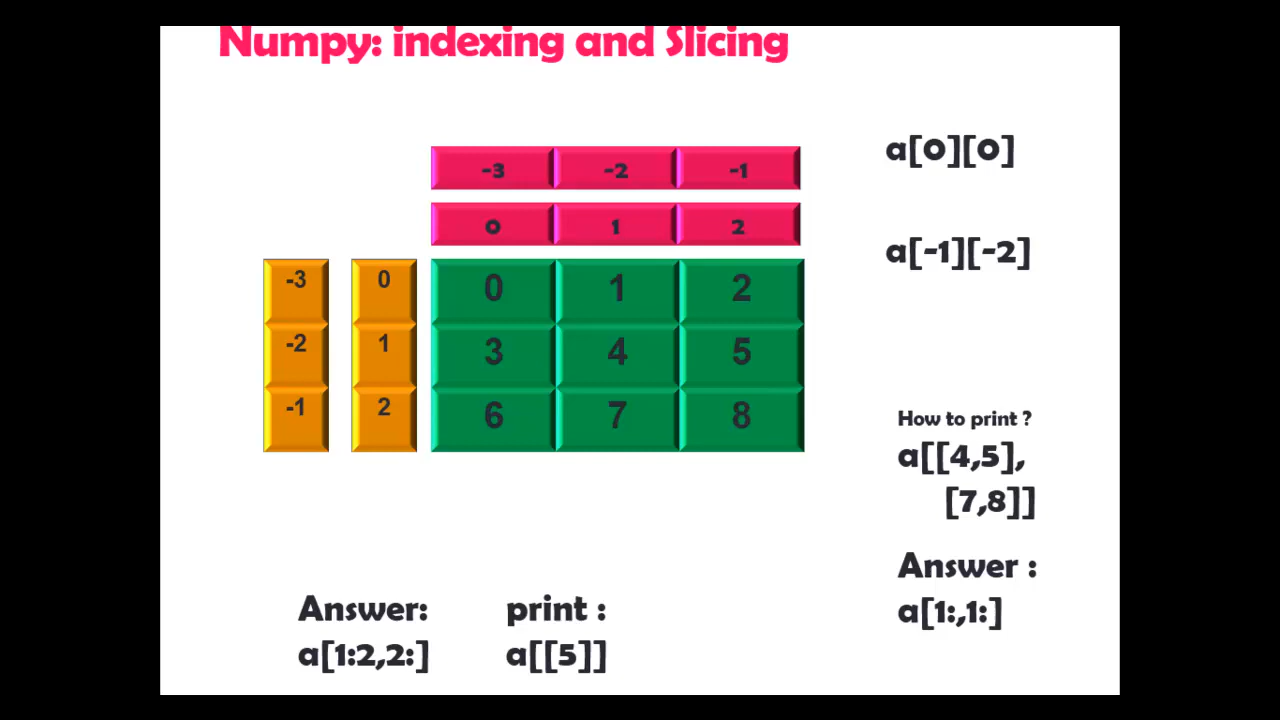 Numpy: indexing and Slicing
a[0][0]
-3 -2 -1
0 1 2
a[-1][-2]
-3 0 0 1 2
-2 1 3 4 5
-1 2 6 7 8
How to print ?
a[[4,5],
[7,8]]
Answer :
a[1:,1:]
Answer:
a[1:2,2:]
print :
a[[5]]